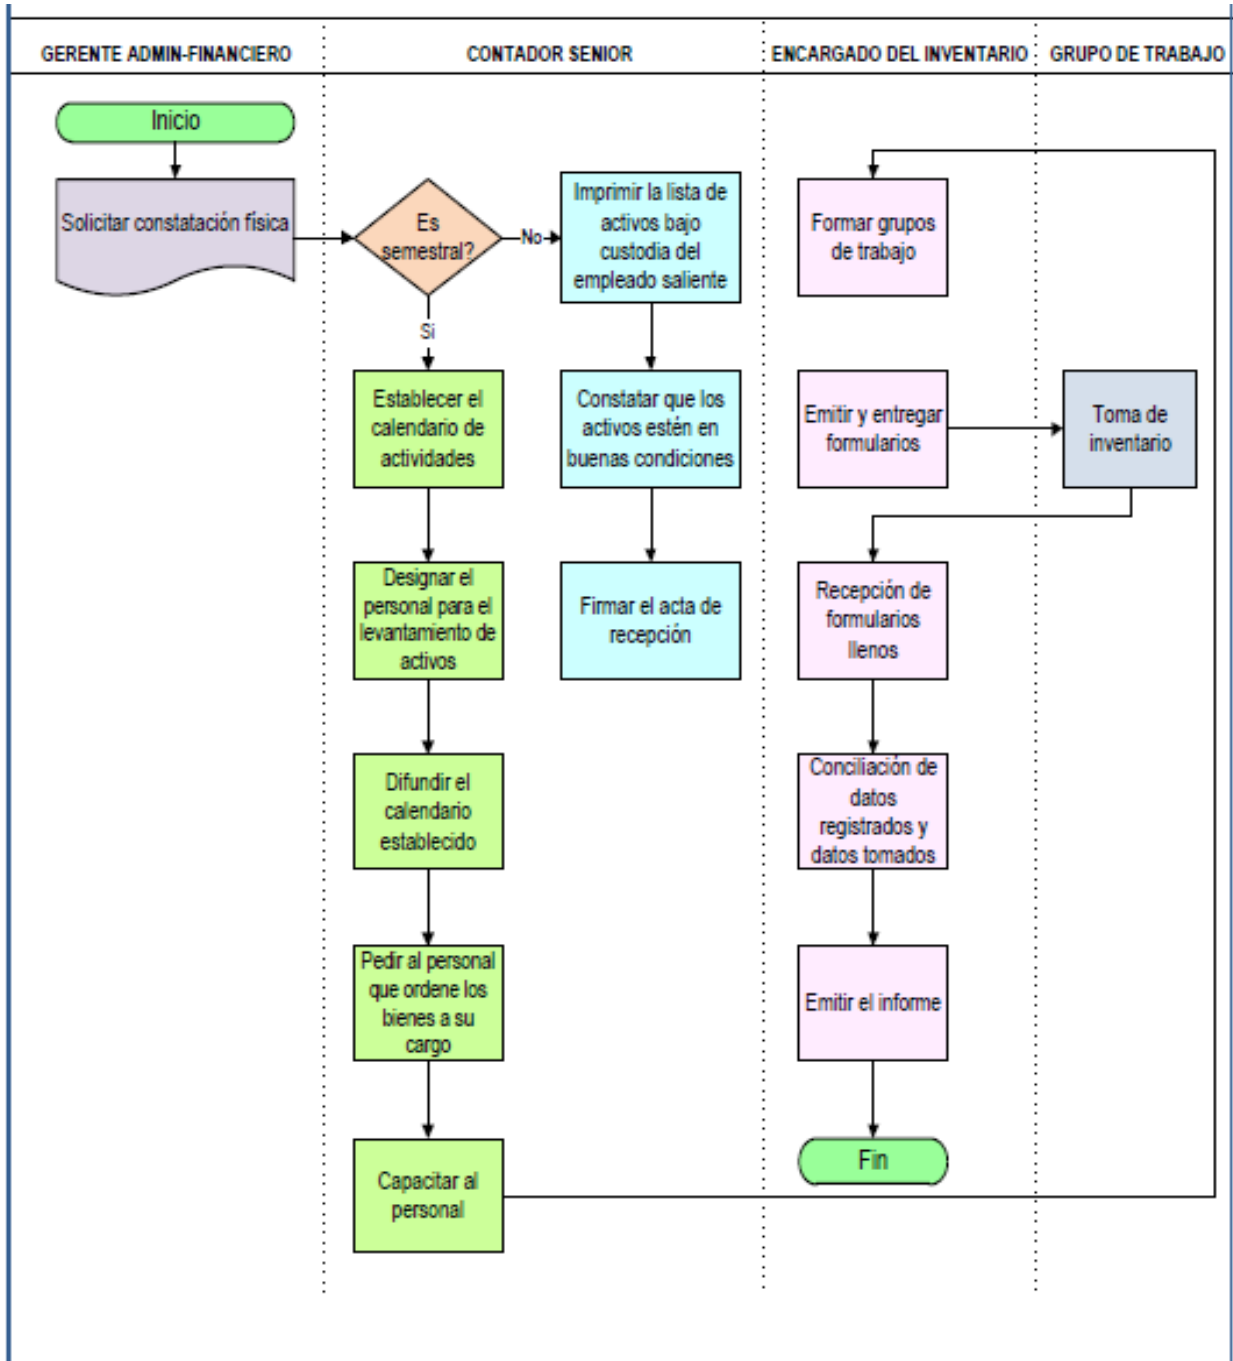 GERENTE ADMIN-FINANCIERO
CONTADOR SENIOR
ENCARGADO DEL INVENTARIO
GRUPO DE TRABAJO
Inicio
Solicitar constatación física
Es
semestral?
No
Si
Imprimir la lista de
activos bajo
custodia del
empleado saliente
Formar grupos
de trabajo
Establecer el
calendario de
actividades
Constatar que los
activos estén en
buenas condiciones
Emitir y entregar
formularios
Toma de
inventario
Designar el
personal para el
levantamiento de
activos
Firmar el acta de
recepción
Recepción de
formularios
llenos
Difundir el
calendario
establecido
Conciliación de
datos
registrados y
datos tomados
Pedir al personal
que ordene los
bienes a su
cargo
Emitir el informe
Capacitar al
personal
Fin